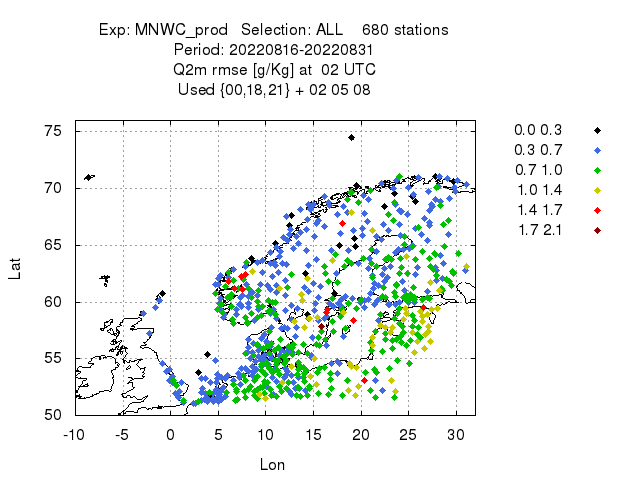 Exp: MNWC_prod Selection: ALL 680 stations
Period: 20220816-20220831
Q2m rmse [g/Kg] at 02 UTC
Used {00,18,21} + 02 05 08
0.0 0.3
0.3 0.7
0.7 1.0
1.0 1.4
1.4 1.7
1.7 2.1
75
70
65
60
55
50
Lat
-10 -5 0 5 10 15 20 25 30
Lon